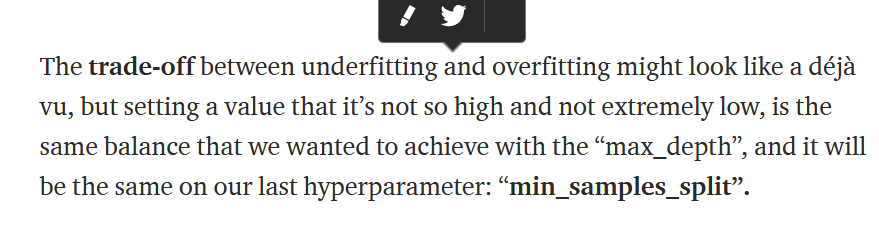 The trade-off between underfitting and overfitting might look like a déjà
vu, but setting a value that it’s not so high and not extremely low, is the
same balance that we wanted to achieve with the “max_depth”, and it will
be the same on our last hyperparameter: “min_samples_split”.